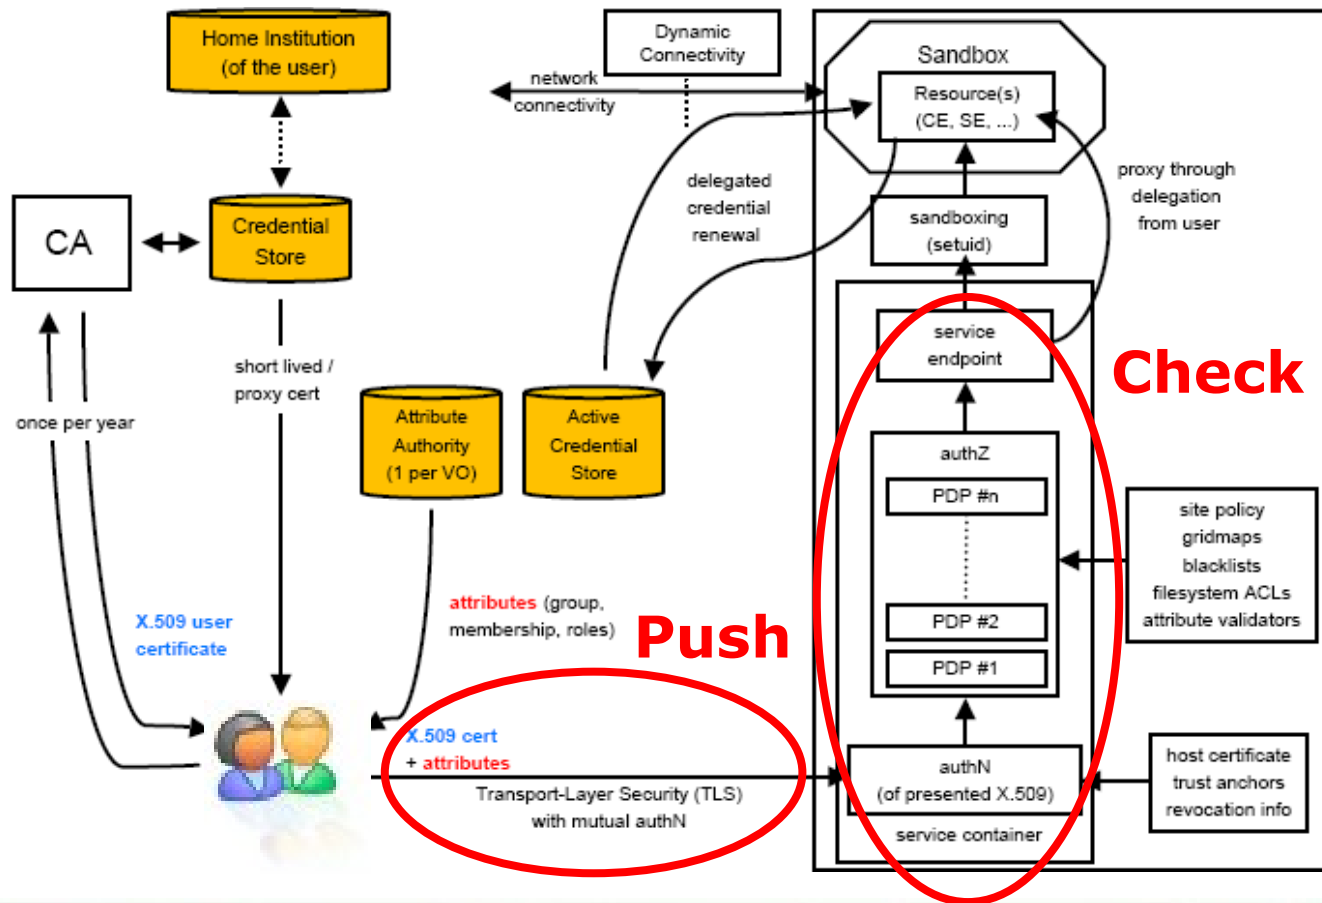 Home Institution
(of the user)
Dynamic
Connectivity
network
connectivity
Sandbox
Resource(s)
(CE, SE, ...)
proxy through
delegation
from user
delegated
credential
renewal
sandboxing
(setuid)
CA
Credential
Store
service
endpoint
Check
short lived /
proxy cert
once per year
Attribute
Authority
(1 per VO)
Active
Credential
Store
authZ
PDP #n
PDP #2
PDP #1
site policy
gridmaps
blacklists
filesystem ACLs
attribute validators
X.509 user
certificate
attributes (group,
membership, roles)
Push
X.509 cert
+ attributes
Transport-Layer Security (TLS)
with mutual authN
authN
(of presented X.509)
service container
host certificate
trust anchors
revocation info